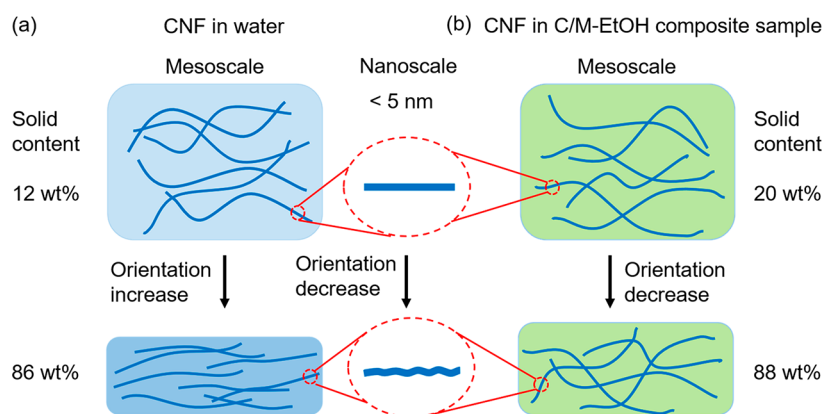 (a)
CNF in water
(b)
CNF in C/M-EtOH composite sample
Mesoscale
Nanoscale
Mesoscale
< 5 nm
Solid
content
12 wt%
Solid
content
20 wt%
Orientation
increase
Orientation
decrease
Orientation
decrease
86 wt%
88 wt%